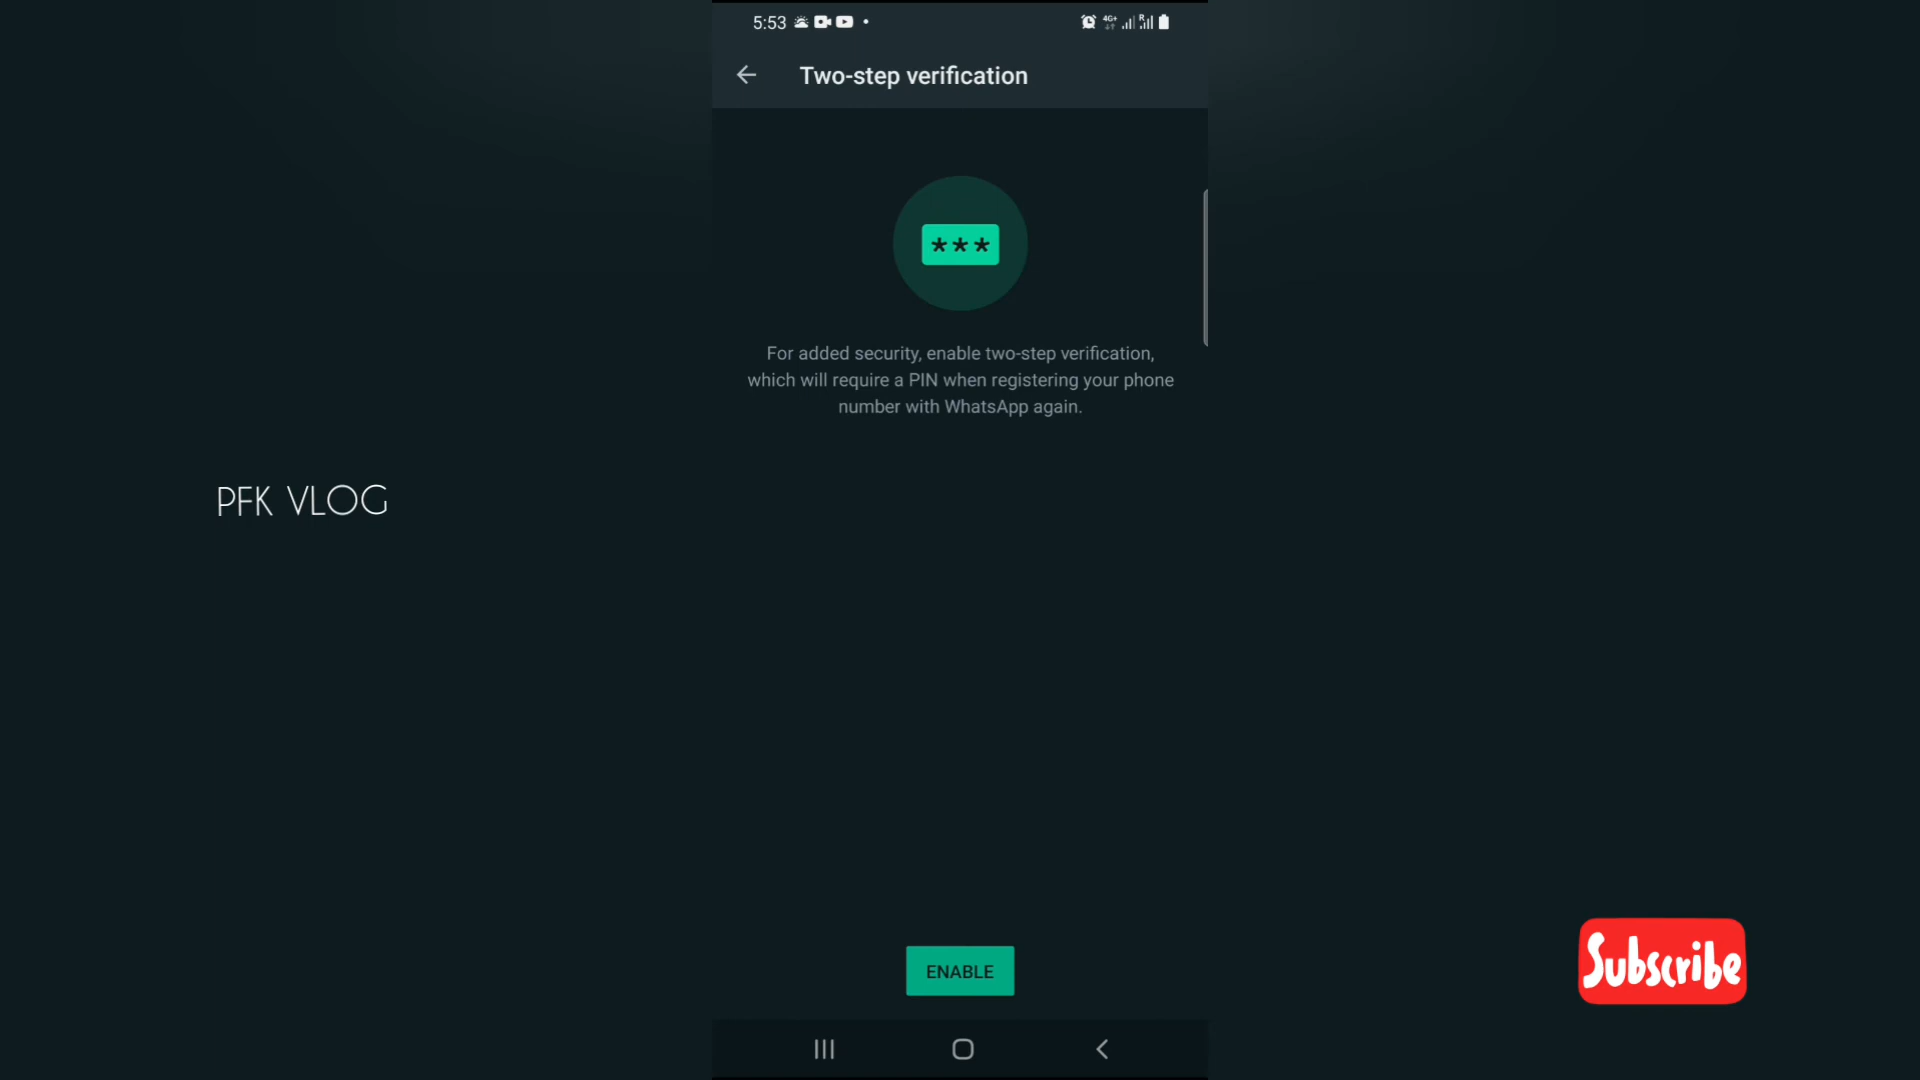 5:53
4G+
R
Two-step verification
***
For added security, enable two-step verification,
which will require a PIN when registering your phone
number with WhatsApp again.
PFK VLOG
Subscribe
ENABLE